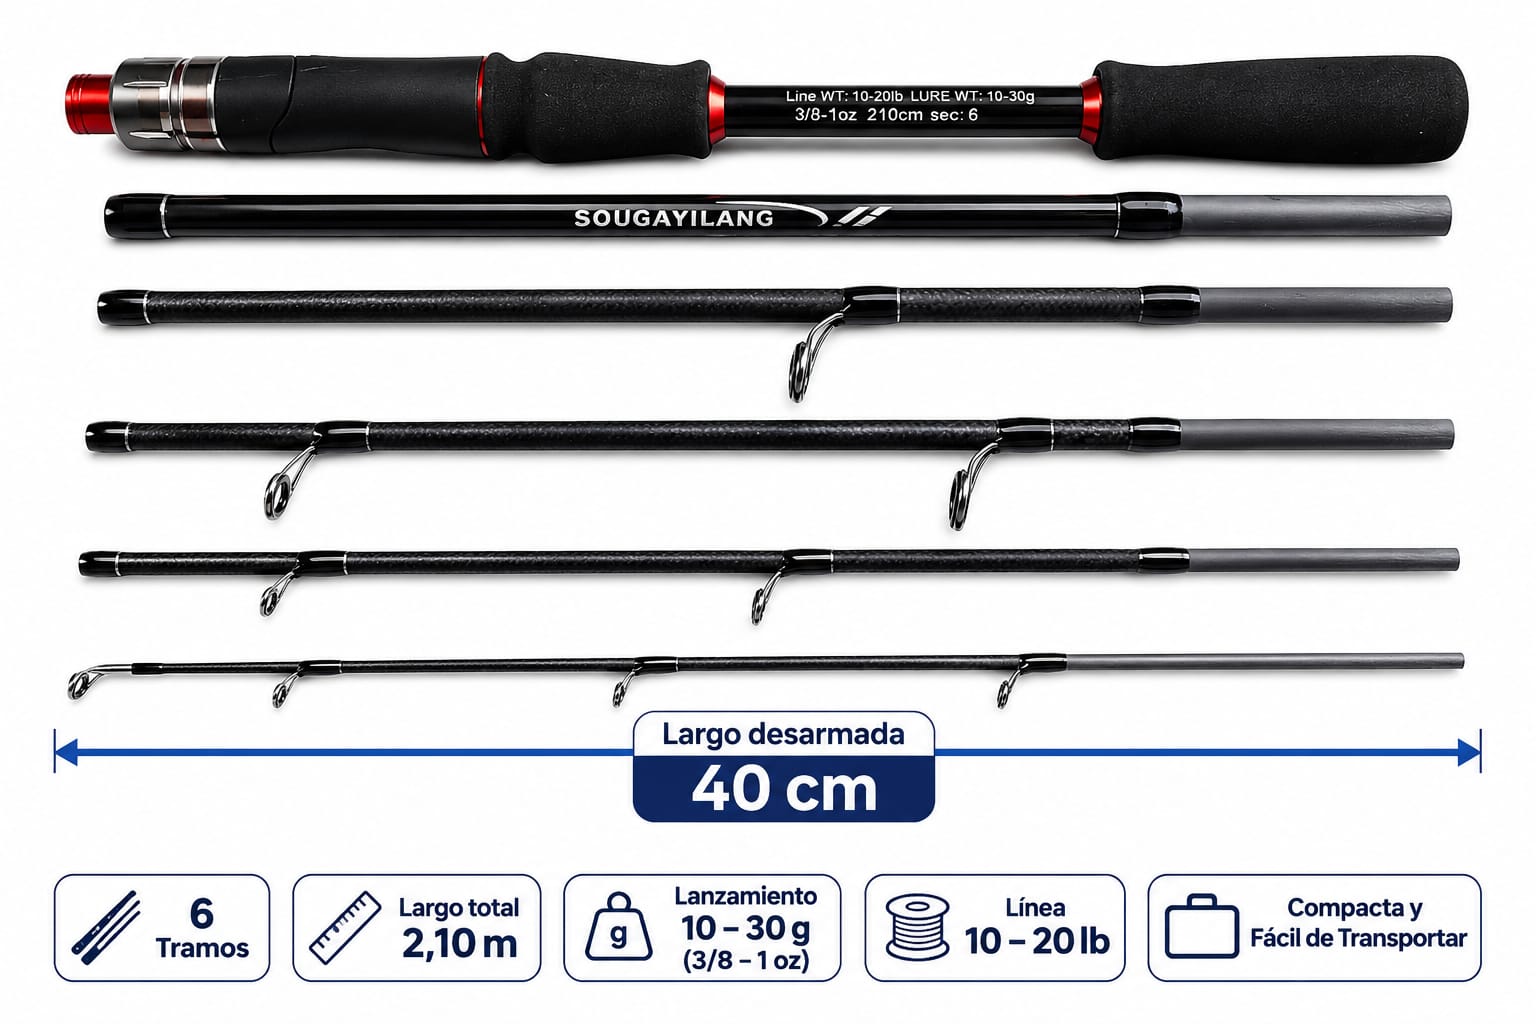 Line WT: 10-20lb LURE WT: 10-30g
3/8-1oz 210cm sec: 6
SOUGAYILANG
Largo desarmada
40 cm
6
Tramos
Largo total
2,10 m
g
Lanzamiento
10 – 30 g
(3/8 – 1 oz)
Línea
10 – 20 lb
Compacta y
Fácil de Transportar